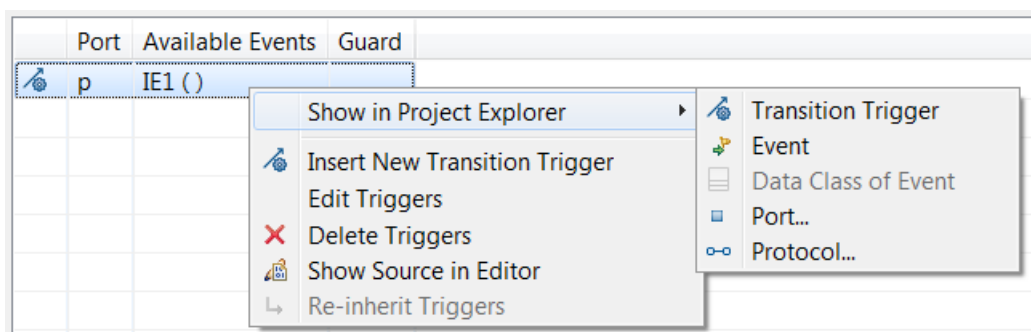 Port Available Events Guard
p IE1 ( )
Show in Project Explorer
Insert New Transition Trigger
Edit Triggers
Delete Triggers
Show Source in Editor
Re-inherit Triggers
Transition Trigger
Event
Data Class of Event
Port...
Protocol...